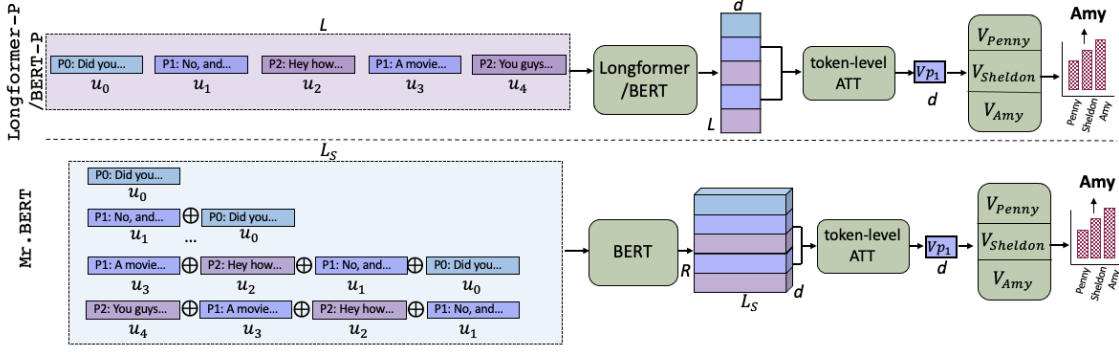 Longformer-P
/BERT-P
L
P0: Did you... P1: No, and... P2: Hey how... P1: A movie... P2: You guys...
u0 u1 u2 u3 u4
Longformer
/BERT
d
L
token-level
ATT
Vp1
d
VPenny
VSheldon
VAmy
Amy
Penny
Sheldon
Amy
Mr.BERT
LS
P0: Did you...
u0
P1: No, and... ⊕ P0: Did you...
u1 ... u0
P1: A movie... ⊕ P2: Hey how... ⊕ P1: No, and... ⊕ P0: Did you...
u3 u2 u1 u0
P2: You guys... ⊕ P1: A movie... ⊕ P2: Hey how... ⊕ P1: No, and...
u4 u3 u2 u1
BERT
R
LS
d
token-level
ATT
Vp1
d
VPenny
VSheldon
VAmy
Amy
Penny
Sheldon
Amy